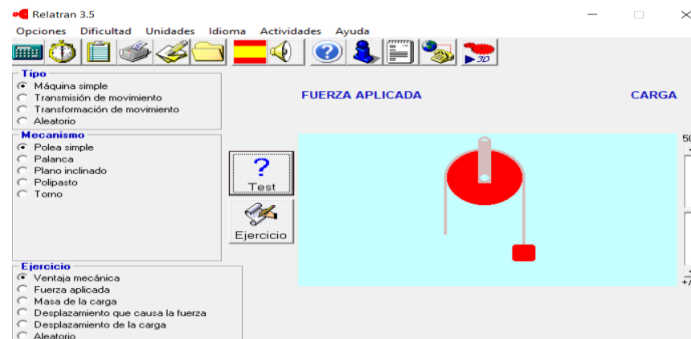 Relatran 3.5
Opciones Dificultad Unidades Idioma Actividades Ayuda
3D
Tipo
Máquina simple
Transmisión de movimiento
Transformación de movimiento
Aleatorio
FUERZA APLICADA CARGA
Mecanismo
Polea simple
Palanca
Plano inclinado
Polipasto
Torno
?
Test
Ejercicio
50
Ejercicio
Ventaja mecánica
Fuerza aplicada
Masa de la carga
Desplazamiento que causa la fuerza
Desplazamiento de la carga
Aleatorio